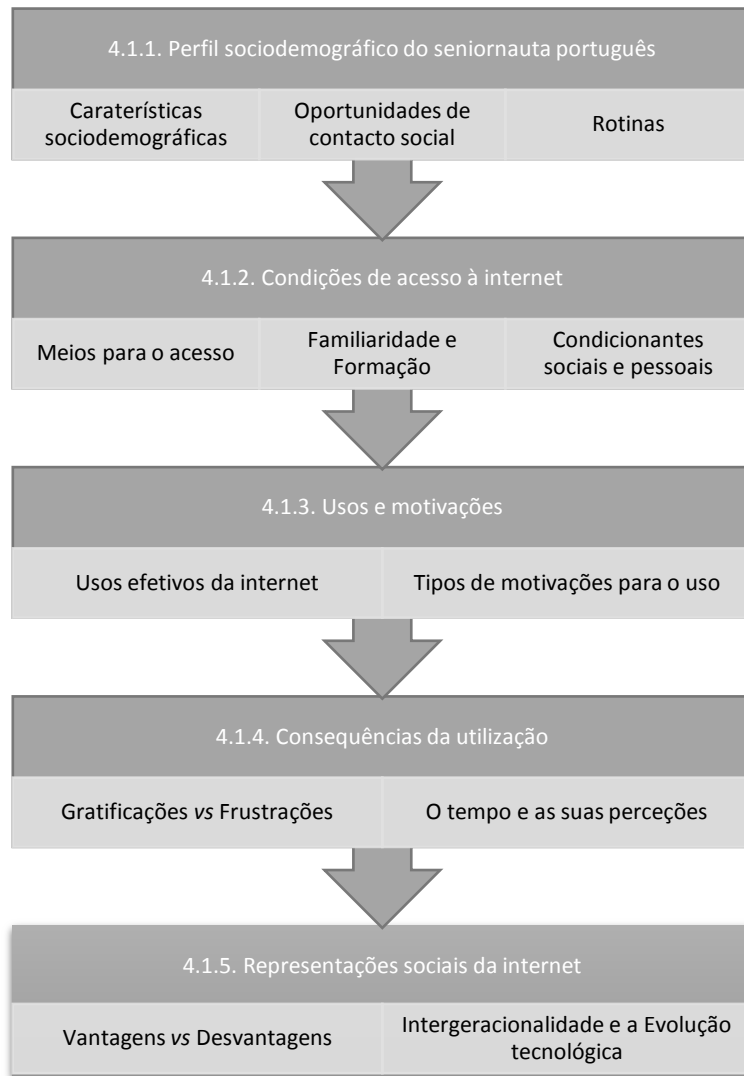 4.1.1. Perfil sociodemográfico do seniornauta português
Caraterísticas
sociodemográficas
Oportunidades de
contacto social
Rotinas
4.1.2. Condições de acesso à internet
Meios para o acesso
Familiaridade e
Formação
Condicionantes
sociais e pessoais
4.1.3. Usos e motivações
Usos efetivos da internet
Tipos de motivações para o uso
4.1.4. Consequências da utilização
Gratificações vs Frustrações
O tempo e as suas perceções
4.1.5. Representações sociais da internet
Vantagens vs Desvantagens
Intergeracionalidade e a Evolução
tecnológica